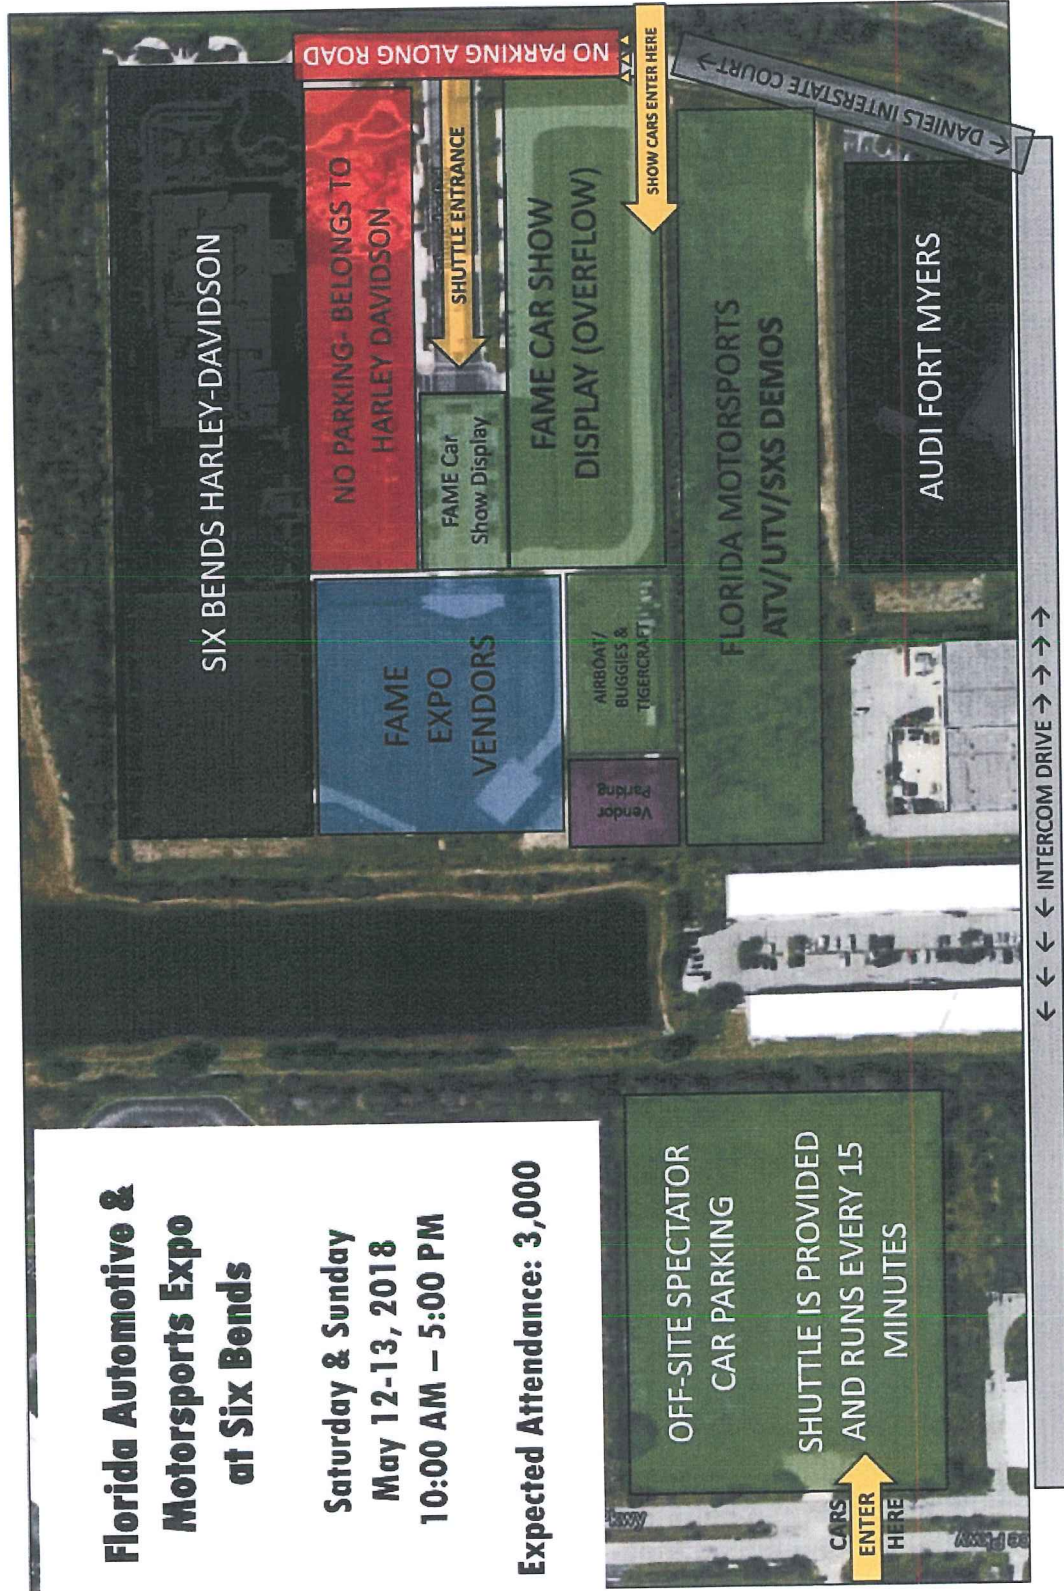 Florida Automotive &
Motorsports Expo
at Six Bends
Saturday & Sunday
May 12-13, 2018
10:00 AM – 5:00 PM
Expected Attendance: 3,000
SIX BENDS HARLEY-DAVIDSON
NO PARKING ALONG ROAD
NO PARKING- BELONGS TO
HARLEY DAVIDSON
SHUTTLE ENTRANCE
FAME Car
Show Display
FAME CAR SHOW
DISPLAY (OVERFLOW)
SHOW CARS ENTER HERE
FAME
EXPO
VENDORS
AIRBOAT/
BUGGIES &
TIGERCRAFT
Vendor
Parking
FLORIDA MOTORSPORTS
ATV/UTV/SXS DEMOS
← DANIELS INTERSTATE COURT →
AUDI FORT MYERS
← ← ← ← INTERCOM DRIVE → → → →
OFF-SITE SPECTATOR
CAR PARKING
SHUTTLE IS PROVIDED
AND RUNS EVERY 15
MINUTES
CARS
ENTER
HERE